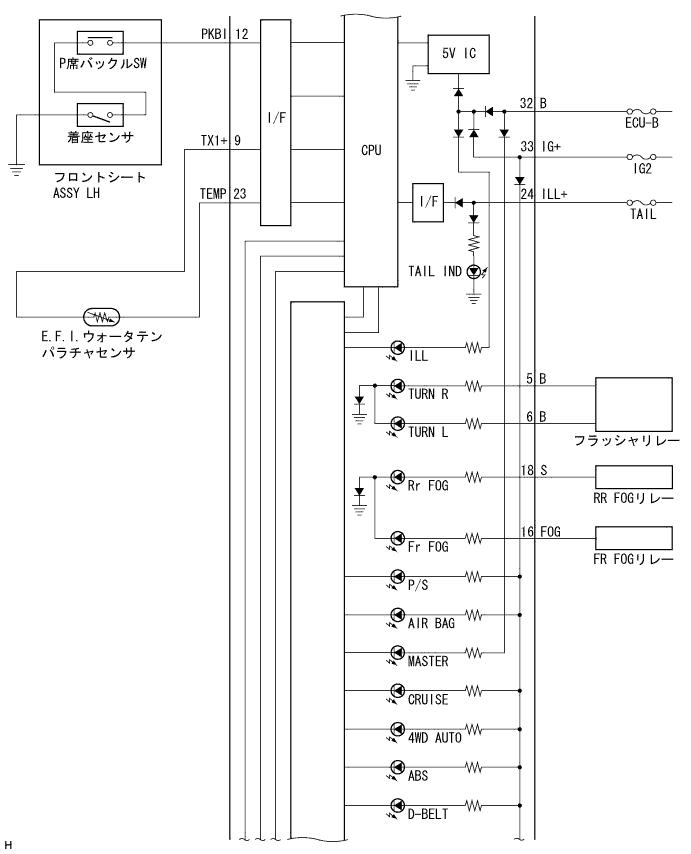 PKBI 12
P席バックルSW
着座センサ
フロントシート
ASSY LH
I/F
CPU
5V IC
32 B
ECU-B
TX1+ 9
33 IG+
IG2
TEMP 23
24 ILL+
TAIL
I/F
TAIL IND
E.F.I.ウォータテン
パラチャセンサ
ILL
5 B
TURN R
6 B
TURN L
フラッシャリレー
18 S
Rr FOG
RR FOGリレー
16 FOG
Fr FOG
FR FOGリレー
P/S
AIR BAG
MASTER
CRUISE
4WD AUTO
ABS
D-BELT
H